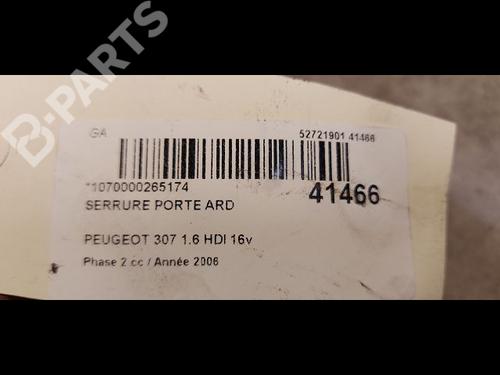 B-PARTS
GA
52721901 41466
*1070000265174
41466
SERRURE PORTE ARD
PEUGEOT 307 1.6 HDI 16v
Phase 2 cc / Année 2006